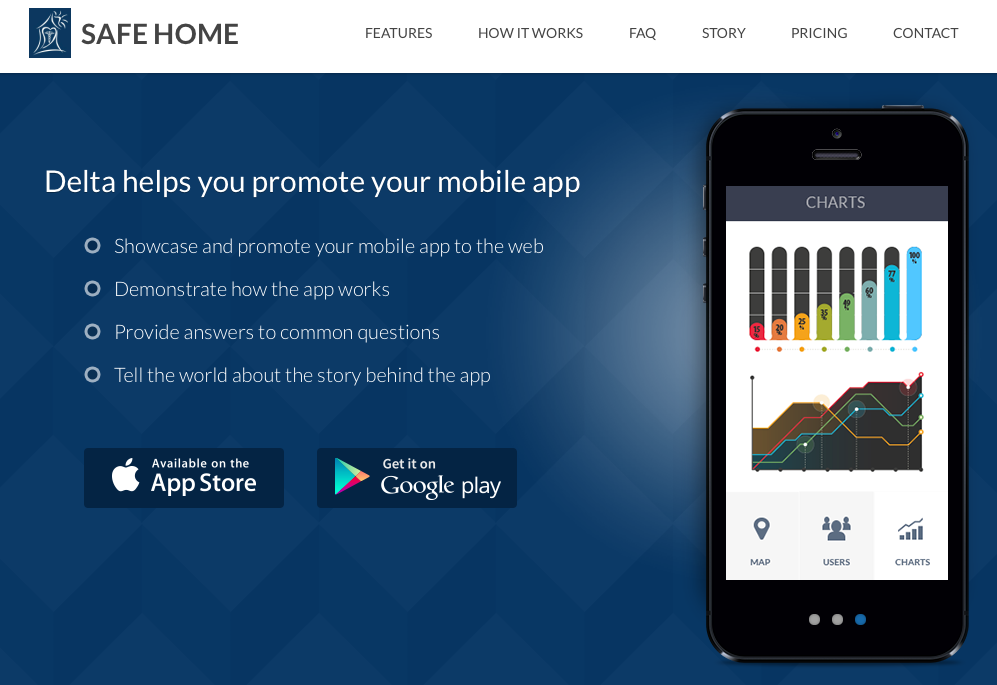 SAFE HOME
FEATURES HOW IT WORKS FAQ STORY PRICING CONTACT
Delta helps you promote your mobile app
Showcase and promote your mobile app to the web
Demonstrate how the app works
Provide answers to common questions
Tell the world about the story behind the app
Available on the
App Store
Get it on
Google play
CHARTS
15 % 20 % 25 % 35 % 40 % 60 % 77 % 100 %
MAP USERS CHARTS